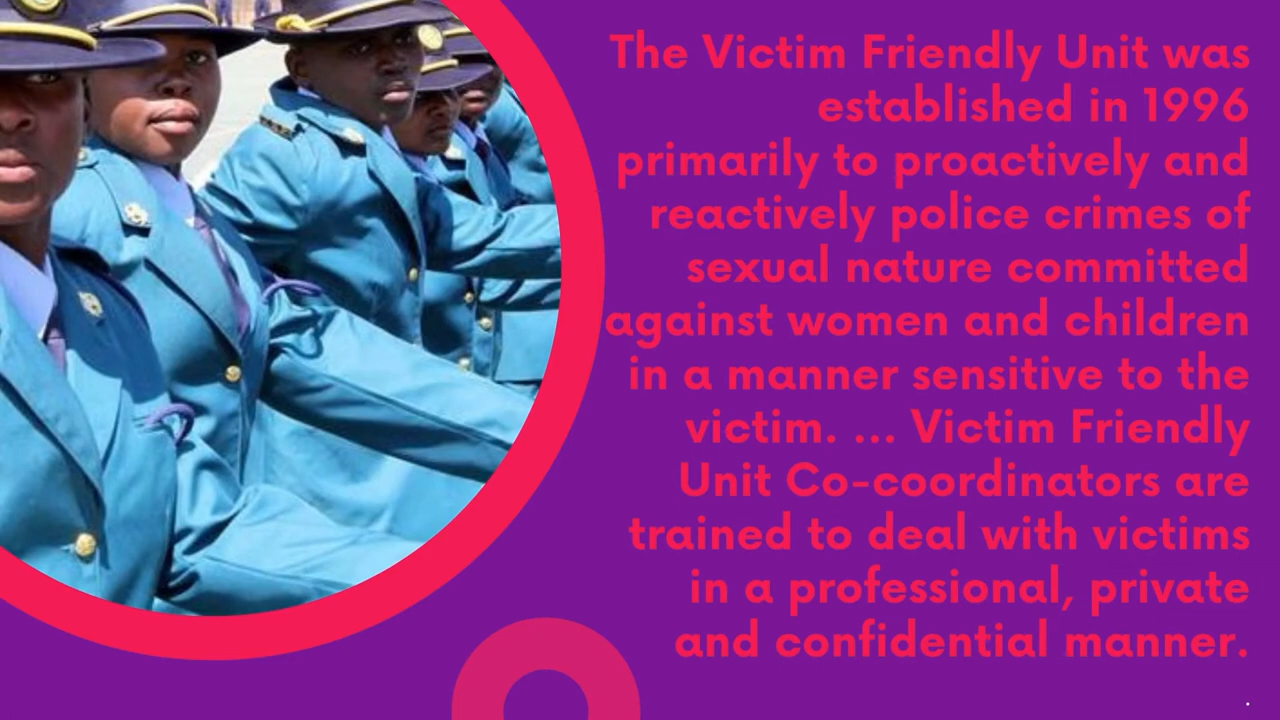 The Victim Friendly Unit was
established in 1996
primarily to proactively and
reactively police crimes of
sexual nature committed
against women and children
in a manner sensitive to the
victim. ... Victim Friendly
Unit Co-coordinators are
trained to deal with victims
in a professional, private
and confidential manner.
.